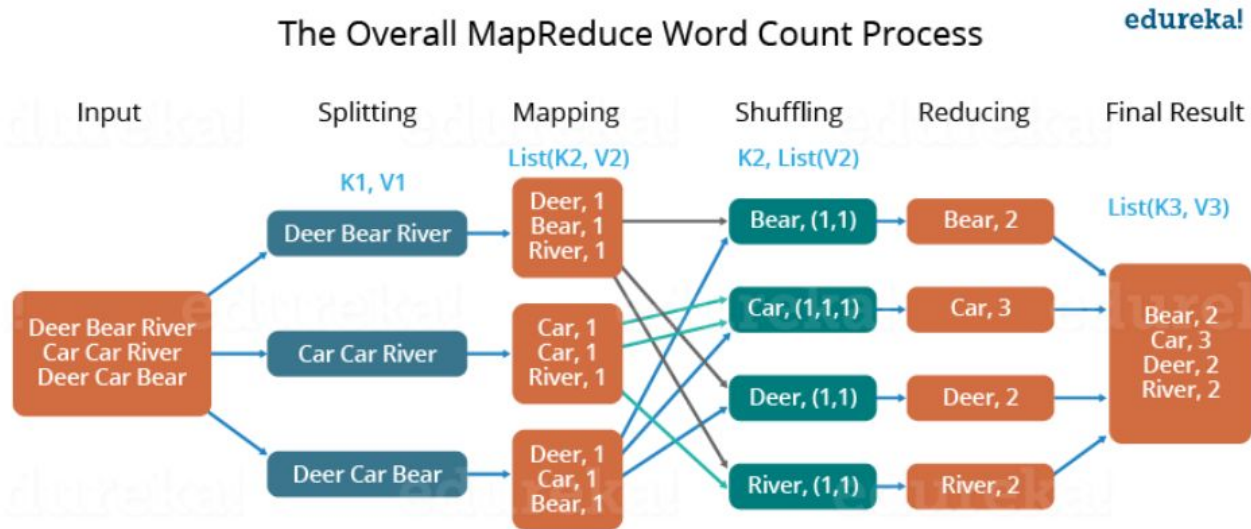 The Overall MapReduce Word Count Process
edureka!
Input
Splitting
Mapping
Shuffling
Reducing
Final Result
K1, V1
List(K2, V2)
K2, List(V2)
List(K3, V3)
Deer Bear River
Car Car River
Deer Car Bear
Deer Bear River
Car Car River
Deer Car Bear
Deer, 1
Bear, 1
River, 1
Car, 1
Car, 1
River, 1
Deer, 1
Car, 1
Bear, 1
Bear, (1,1)
Car, (1,1,1)
Deer, (1,1)
River, (1,1)
Bear, 2
Car, 3
Deer, 2
River, 2
Bear, 2
Car, 3
Deer, 2
River, 2